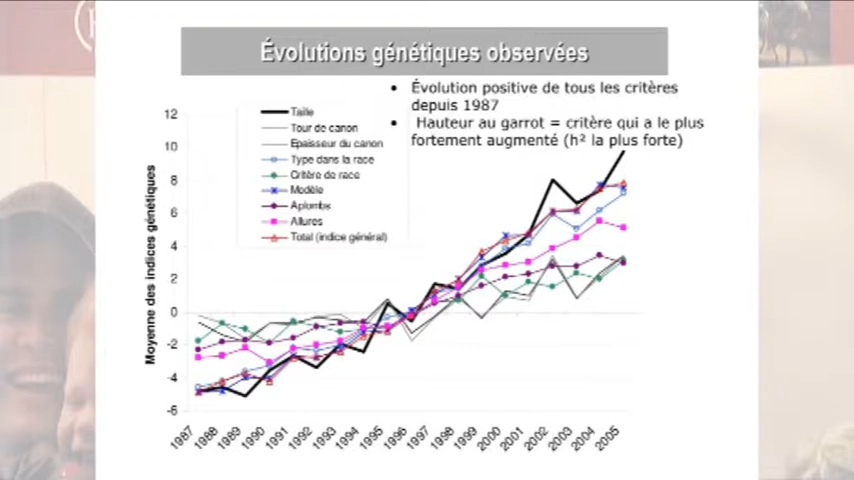 Évolutions génétiques observées
• Évolution positive de tous les critères
depuis 1987
• Hauteur au garrot = critère qui a le plus
fortement augmenté (h² la plus forte)
Taille
Tour de canon
Epaisseur du canon
Type dans la race
Critère de race
Modèle
Aplombs
Allures
Total (indice général)
Moyenne des indices génétiques
12
10
8
6
4
2
0
-2
-4
-6
1987
1988
1989
1990
1991
1992
1993
1994
1995
1996
1997
1998
1999
2000
2001
2002
2003
2004
2005